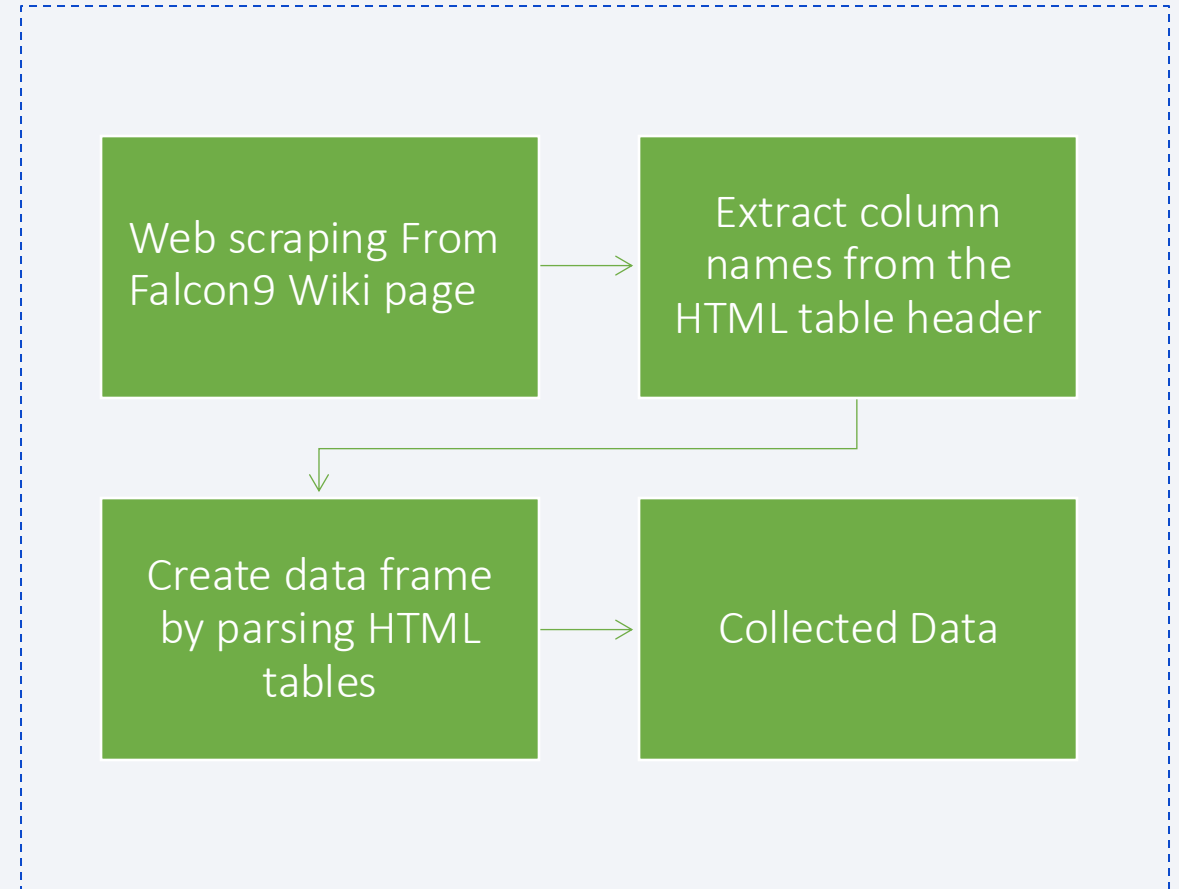 Web scraping From
Falcon9 Wiki page
Extract column
names from the
HTML table header
Create data frame
by parsing HTML
tables
Collected Data